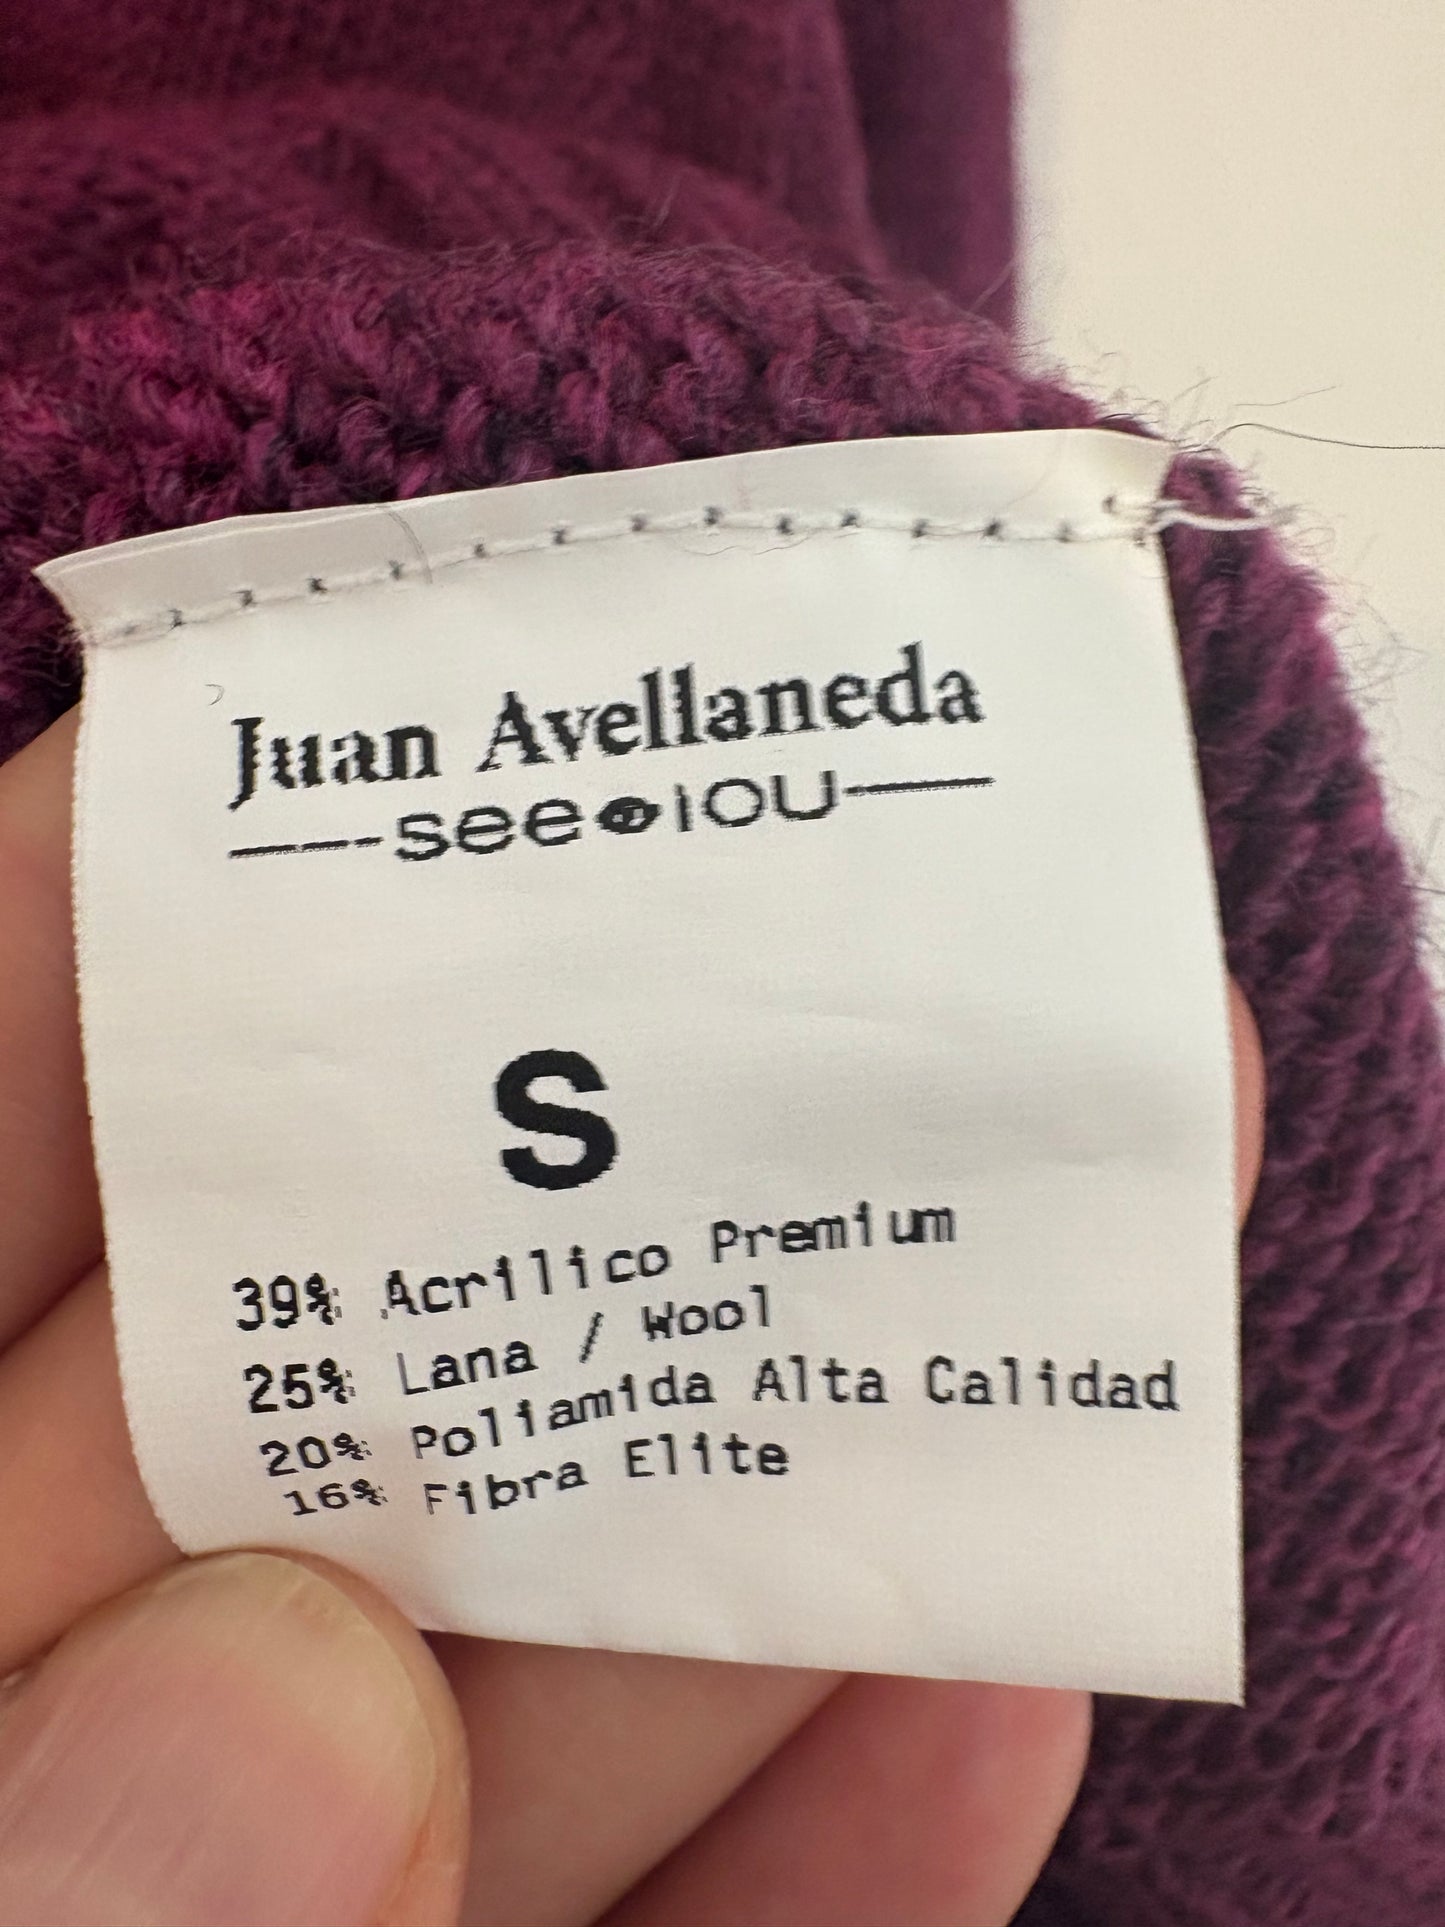 Juan Avellaneda
see IOU
S
39% Acrilico Premium
25% Lana / Wool
20% Poliamida Alta Calidad
16% Fibra Elite